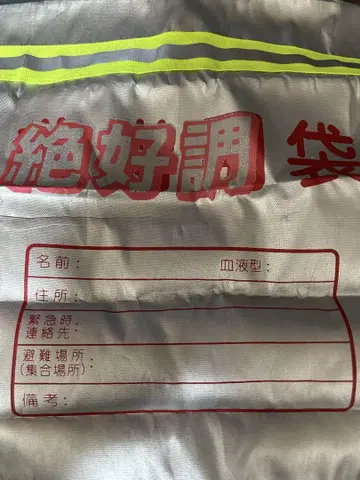 絶好調 袋
名前： 血液型：
住所：
緊急時
連絡先：
避難場所
(集合場所)：
備考：